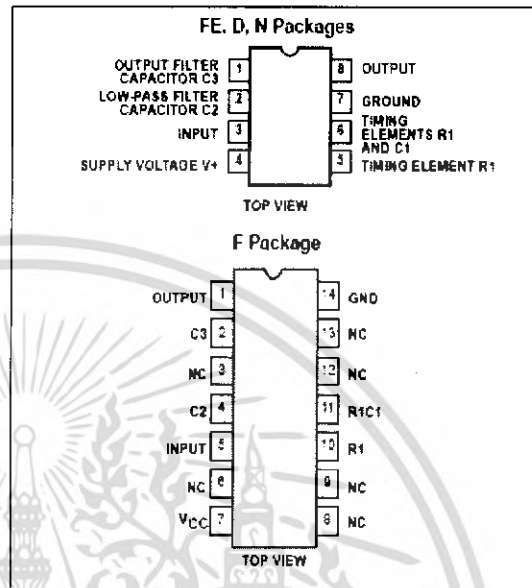 FE, D, N Packages
OUTPUT FILTER
CAPACITOR C3
1
8
OUTPUT
LOW-PASS FILTER
CAPACITOR C2
2
7
GROUND
INPUT
3
6
TIMING
ELEMENTS R1
AND C1
SUPPLY VOLTAGE V+
4
5
TIMING ELEMENT R1
TOP VIEW
F Package
OUTPUT 1
14 GND
C3 2
13 NC
NC 3
12 NC
C2 4
11 R1C1
INPUT 5
10 R1
NC 6
9 NC
VCC 7
8 NC
TOP VIEW